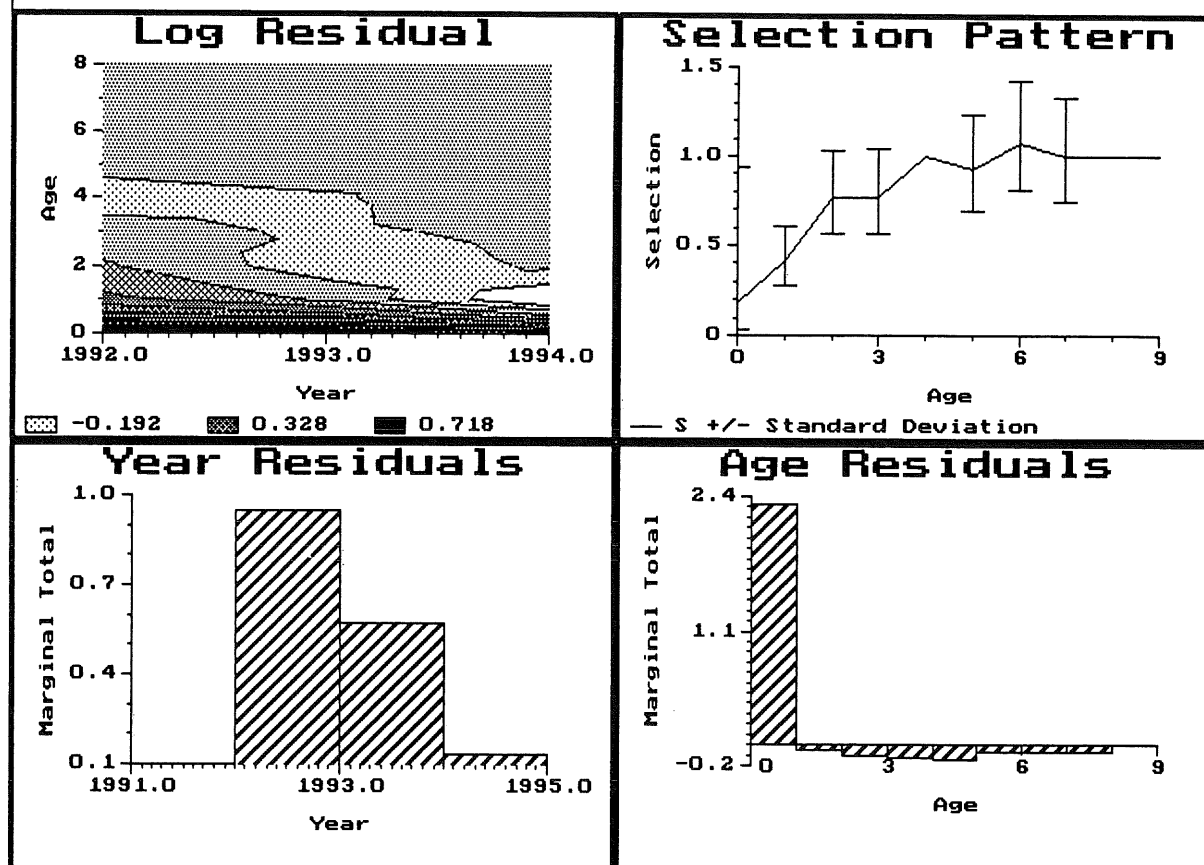 Log Residual
8
6
4
2
0
Age
1992.0 1993.0 1994.0
Year
-0.192 0.328 0.718
Selection Pattern
1.5
1.0
0.5
0
Selection
0 3 6 9
Age
S +/- Standard Deviation
Year Residuals
1.0
0.7
0.4
0.1
Marginal Total
1991.0 1993.0 1995.0
Year
Age Residuals
2.4
1.1
-0.2
Marginal Total
0 3 6 9
Age